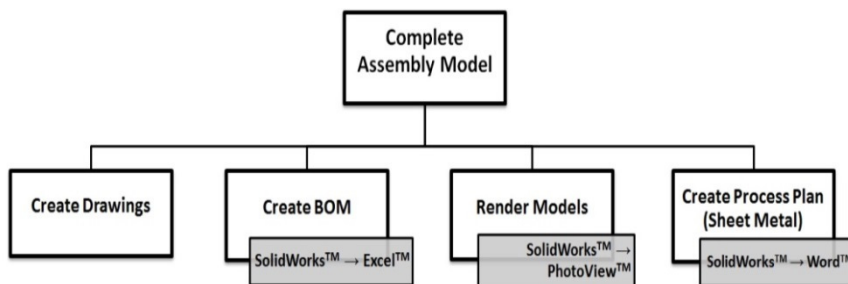 Complete
Assembly Model
Create Drawings
Create BOM
SolidWorks™ → Excel™
Render Models
SolidWorks™ →
PhotoView™
Create Process Plan
(Sheet Metal)
SolidWorks™ → Word™